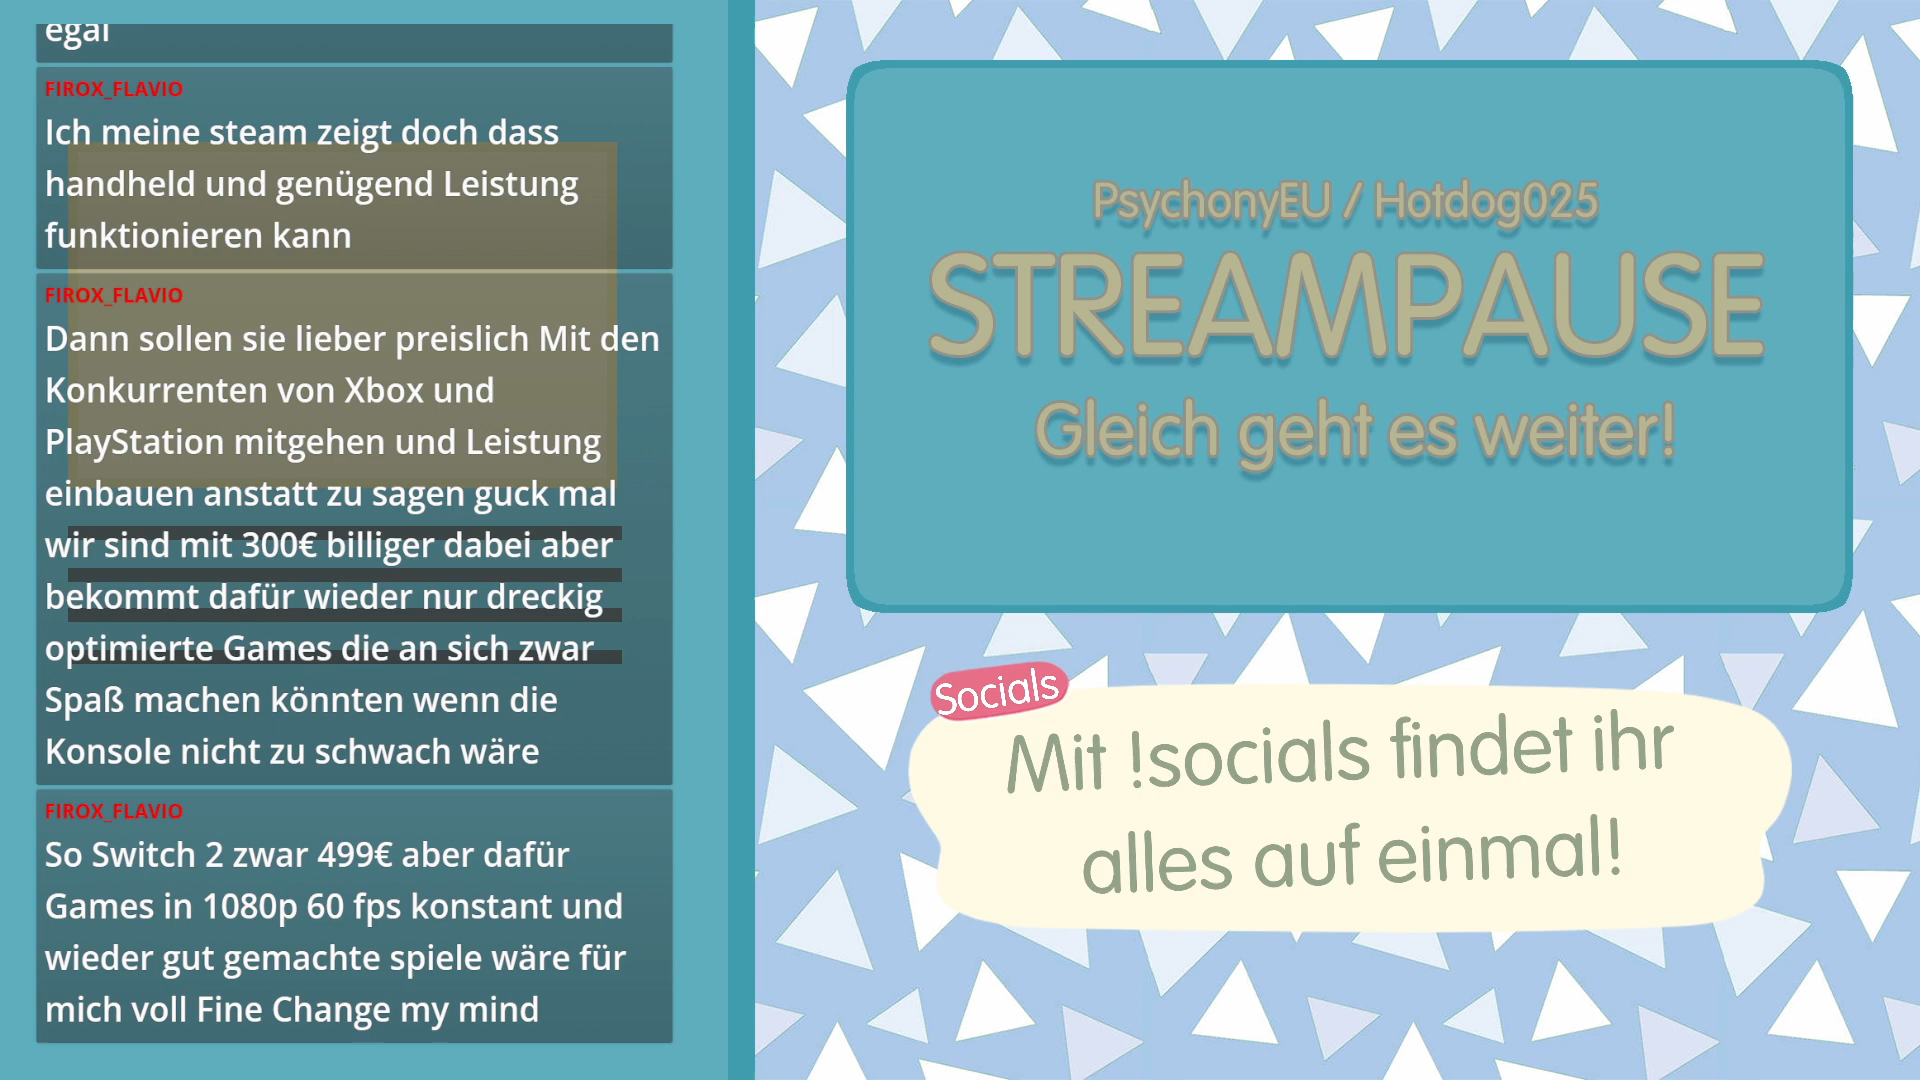 egal
FIROX_FLAVIO
Ich meine steam zeigt doch dass
handheld und genügend Leistung
funktionieren kann
FIROX_FLAVIO
Dann sollen sie lieber preislich Mit den
Konkurrenten von Xbox und
PlayStation mitgehen und Leistung
einbauen anstatt zu sagen guck mal
wir sind mit 300€ billiger dabei aber
bekommt dafür wieder nur dreckig
optimierte Games die an sich zwar
Spaß machen könnten wenn die
Konsole nicht zu schwach wäre
FIROX_FLAVIO
So Switch 2 zwar 499€ aber dafür
Games in 1080p 60 fps konstant und
wieder gut gemachte spiele wäre für
mich voll Fine Change my mind
PsychonyEU / Hotdog025
STREAMPAUSE
Gleich geht es weiter!
Socials
Mit !socials findet ihr
alles auf einmal!